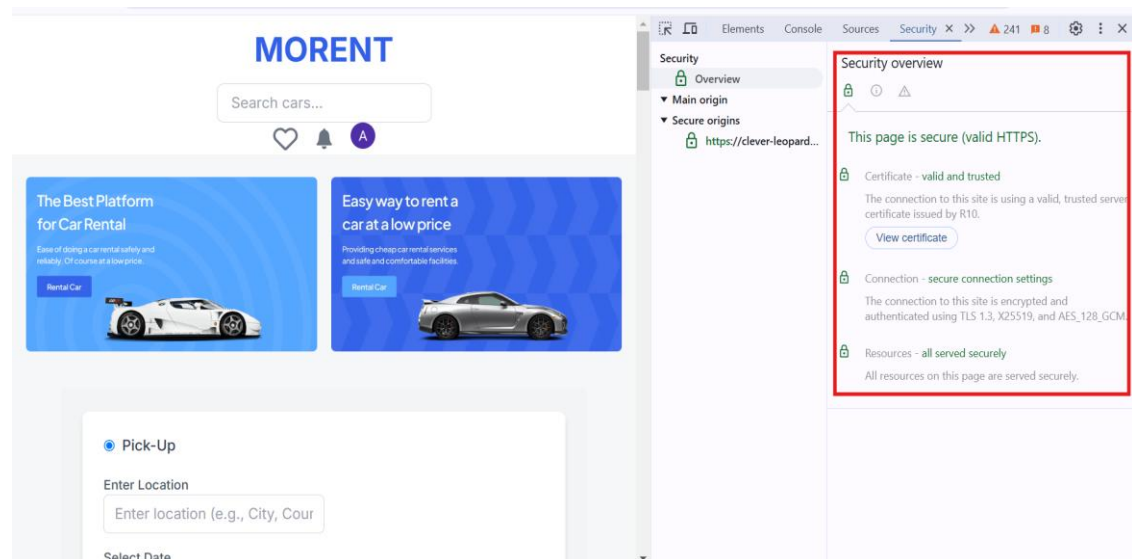 MORENT
Search cars...
A
The Best Platform
for Car Rental
Ease of doing a car rental safely and
reliably. Of course at a low price.
Rental Car
Easy way to rent a
car at a low price
Providing cheap car rental services
and safe and comfortable facilities.
Rental Car
Pick-Up
Enter Location
Enter location (e.g., City, Cour
Select Date
Elements Console Sources Security 241 8
Security
Overview
Main origin
Secure origins
https://clever-leopard...
Security overview
This page is secure (valid HTTPS).
Certificate - valid and trusted
The connection to this site is using a valid, trusted server
certificate issued by R10.
View certificate
Connection - secure connection settings
The connection to this site is encrypted and
authenticated using TLS 1.3, X25519, and AES_128_GCM.
Resources - all served securely
All resources on this page are served securely.